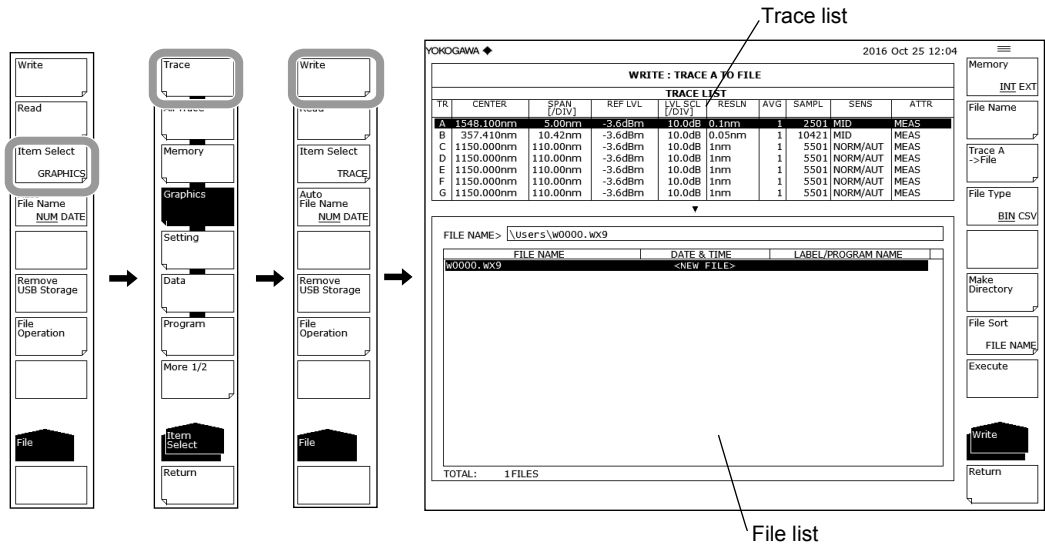 Trace list
Write
Read
Item Select
GRAPHICS
File Name
NUM DATE
Remove
USB Storage
File
Operation
File
Trace
All Trace
Memory
Graphics
Setting
Data
Program
More 1/2
Item
Select
Return
Write
Read
Item Select
TRACE
Auto
File Name
NUM DATE
Remove
USB Storage
File
Operation
File
YOKOGAWA ◆ 2016 Oct 25 12:04
WRITE : TRACE A TO FILE
TRACE LIST
TR CENTER SPAN [/DIV] REF LVL LVL SCL [/DIV] RESLN AVG SAMPL SENS ATTR
A 1548.100nm 5.00nm -3.6dBm 10.0dB 0.1nm 1 2501 MID MEAS
B 357.410nm 10.42nm -3.6dBm 10.0dB 0.05nm 1 10421 MID MEAS
C 1150.000nm 110.00nm -3.6dBm 10.0dB 1nm 1 5501 NORM/AUT MEAS
D 1150.000nm 110.00nm -3.6dBm 10.0dB 1nm 1 5501 NORM/AUT MEAS
E 1150.000nm 110.00nm -3.6dBm 10.0dB 1nm 1 5501 NORM/AUT MEAS
F 1150.000nm 110.00nm -3.6dBm 10.0dB 1nm 1 5501 NORM/AUT MEAS
G 1150.000nm 110.00nm -3.6dBm 10.0dB 1nm 1 5501 NORM/AUT MEAS
FILE NAME> \Users\W0000.WX9
FILE NAME DATE & TIME LABEL/PROGRAM NAME
W0000.WX9 <NEW FILE>
TOTAL: 1FILES
Memory
INT EXT
File Name
Trace A
->File
File Type
BIN CSV
Make
Directory
File Sort
FILE NAME
Execute
Write
Return
File list